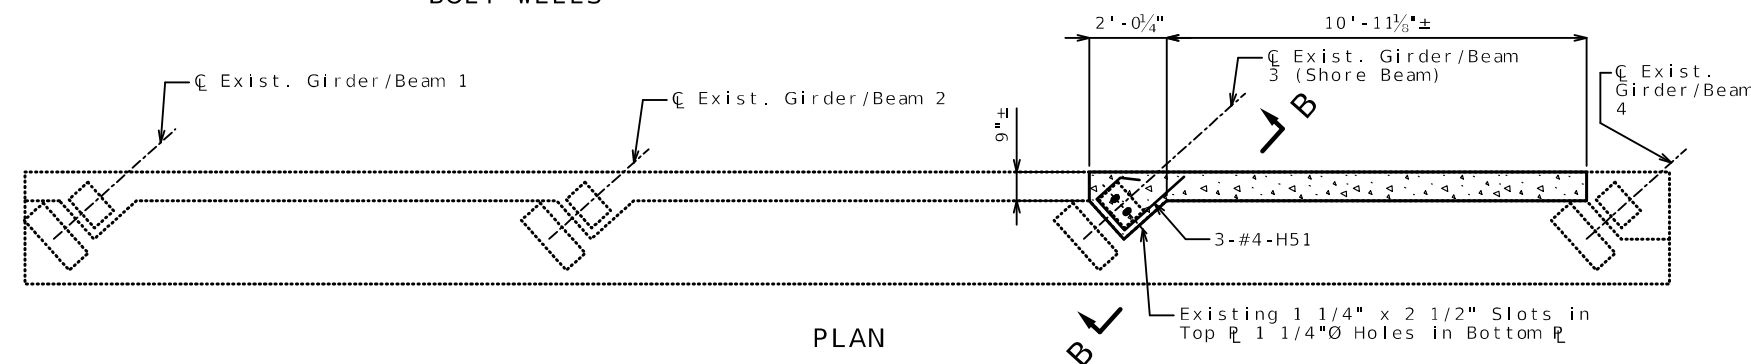 BOLT WELLS
2'-0¼" 10'-11⅛"±
℄ Exist. Girder/Beam 1
℄ Exist. Girder/Beam 2
℄ Exist. Girder/Beam
3 (Shore Beam)
℄ Exist.
Girder/Beam
4
B
9"±
3-#4-H51
Existing 1 1/4" x 2 1/2" Slots in
Top ⅊ 1 1/4"Ø Holes in Bottom ⅊
B
PLAN